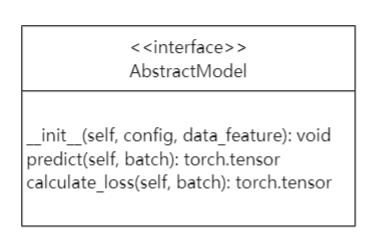 <<interface>>
AbstractModel
__init__(self, config, data_feature): void
predict(self, batch): torch.tensor
calculate_loss(self, batch): torch.tensor